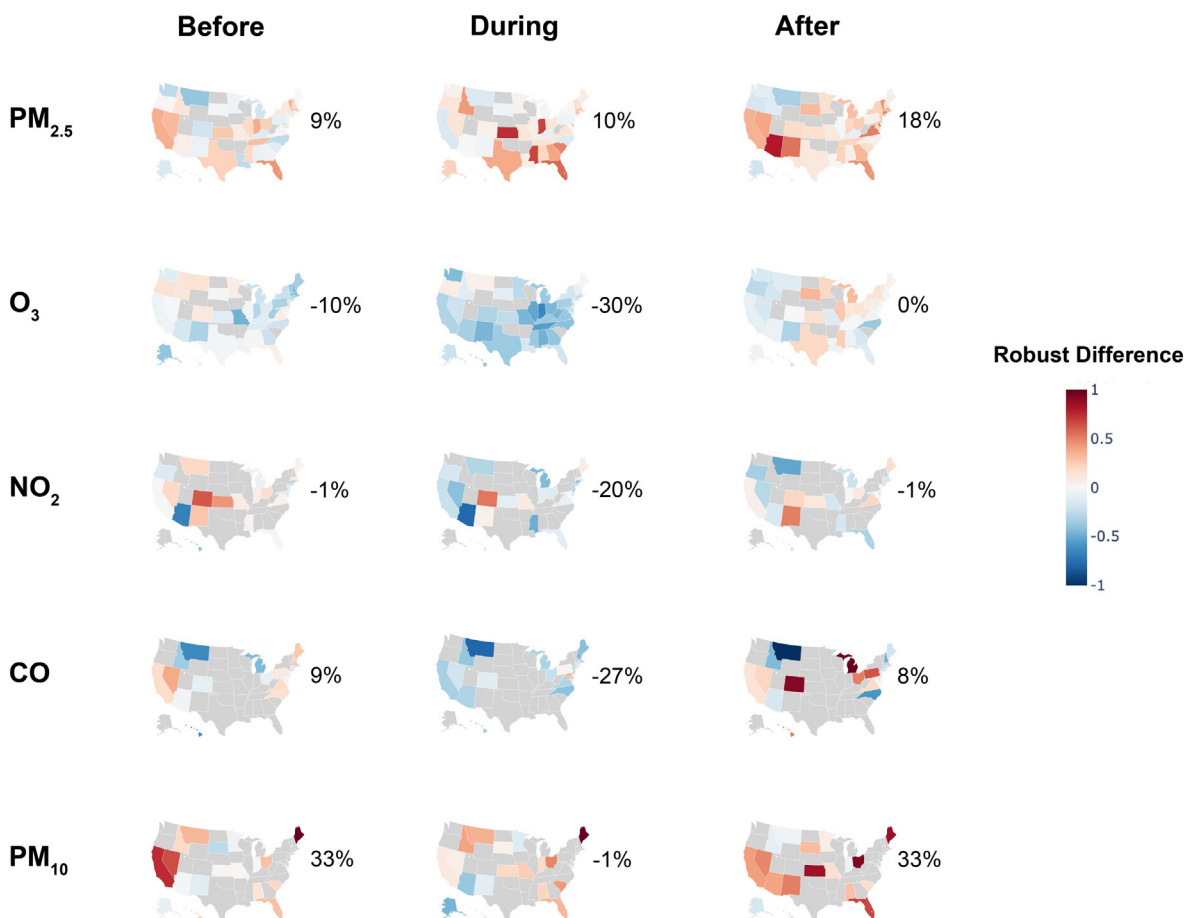 Before During After
PM2.5 9% 10% 18%
O3 -10% -30% 0%
Robust Difference
1
0.5
0
-0.5
-1
NO2 -1% -20% -1%
CO 9% -27% 8%
PM10 33% -1% 33%